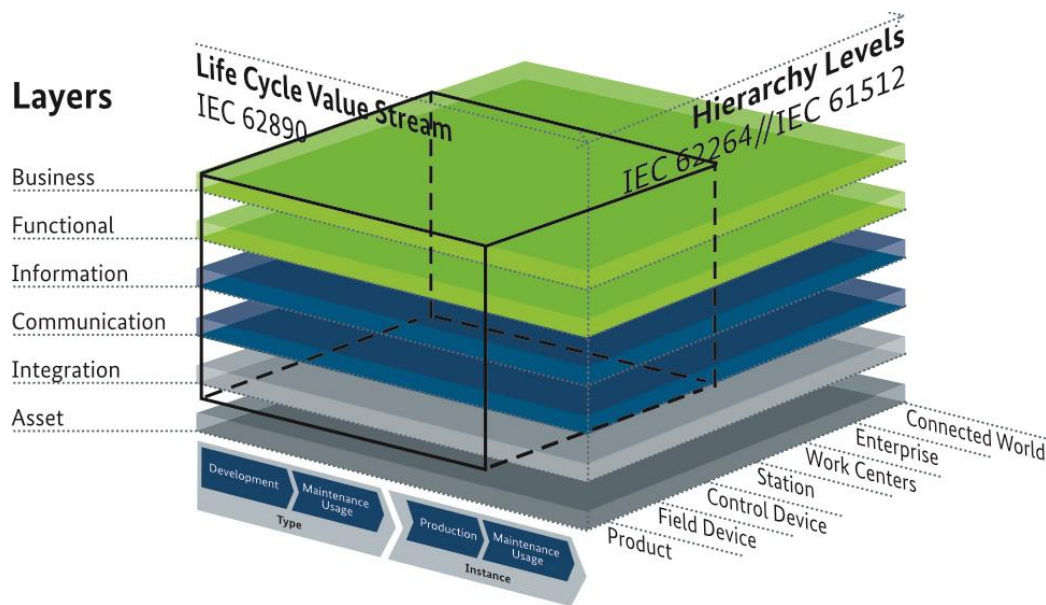 Layers
Life Cycle Value Stream
IEC 62890
Hierarchy Levels
IEC 62264//IEC 61512
Business
Functional
Information
Communication
Integration
Asset
Development
Maintenance
Usage
Type
Production
Maintenance
Usage
Instance
Connected World
Enterprise
Work Centers
Station
Control Device
Field Device
Product